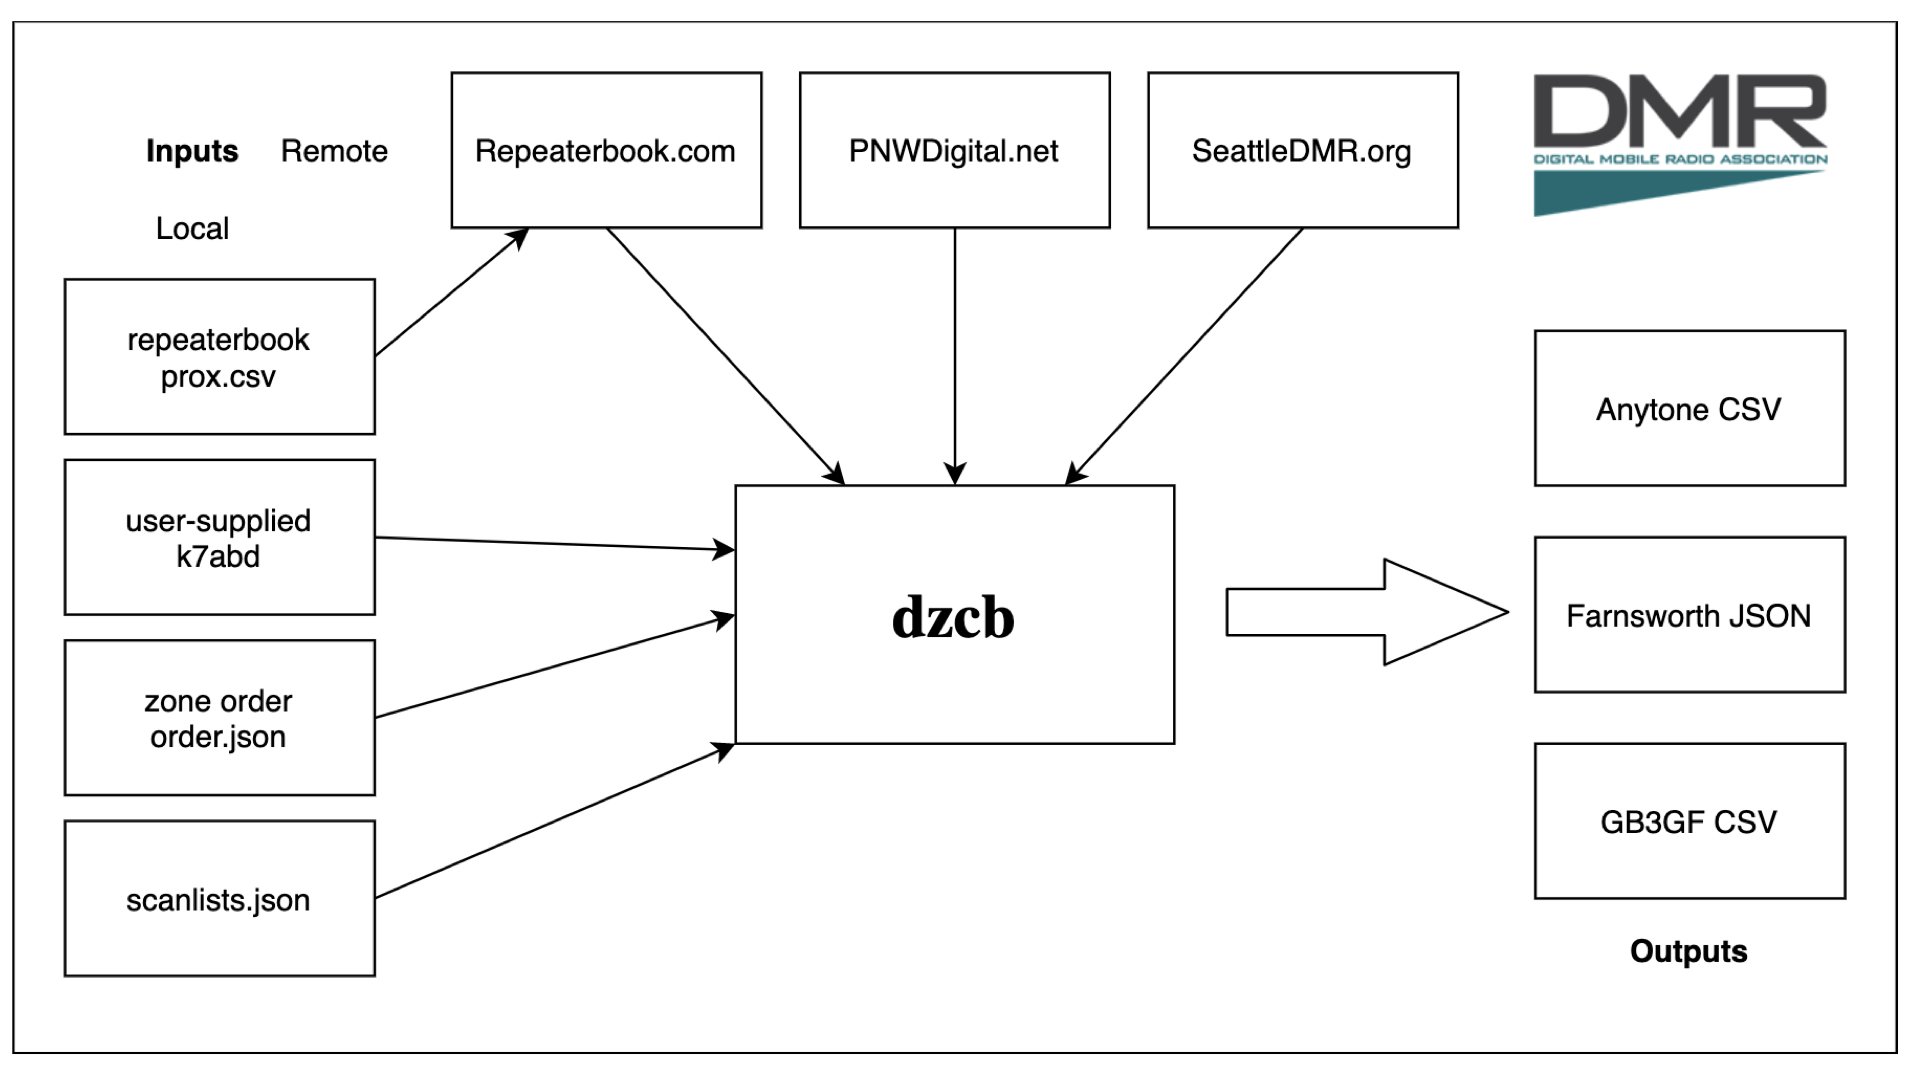 Inputs Remote
Repeaterbook.com
PNWDigital.net
SeattleDMR.org
DMR
DIGITAL MOBILE RADIO ASSOCIATION
Local
repeaterbook
prox.csv
user-supplied
k7abd
zone order
order.json
scanlists.json
dzcb
Anytone CSV
Farnsworth JSON
GB3GF CSV
Outputs